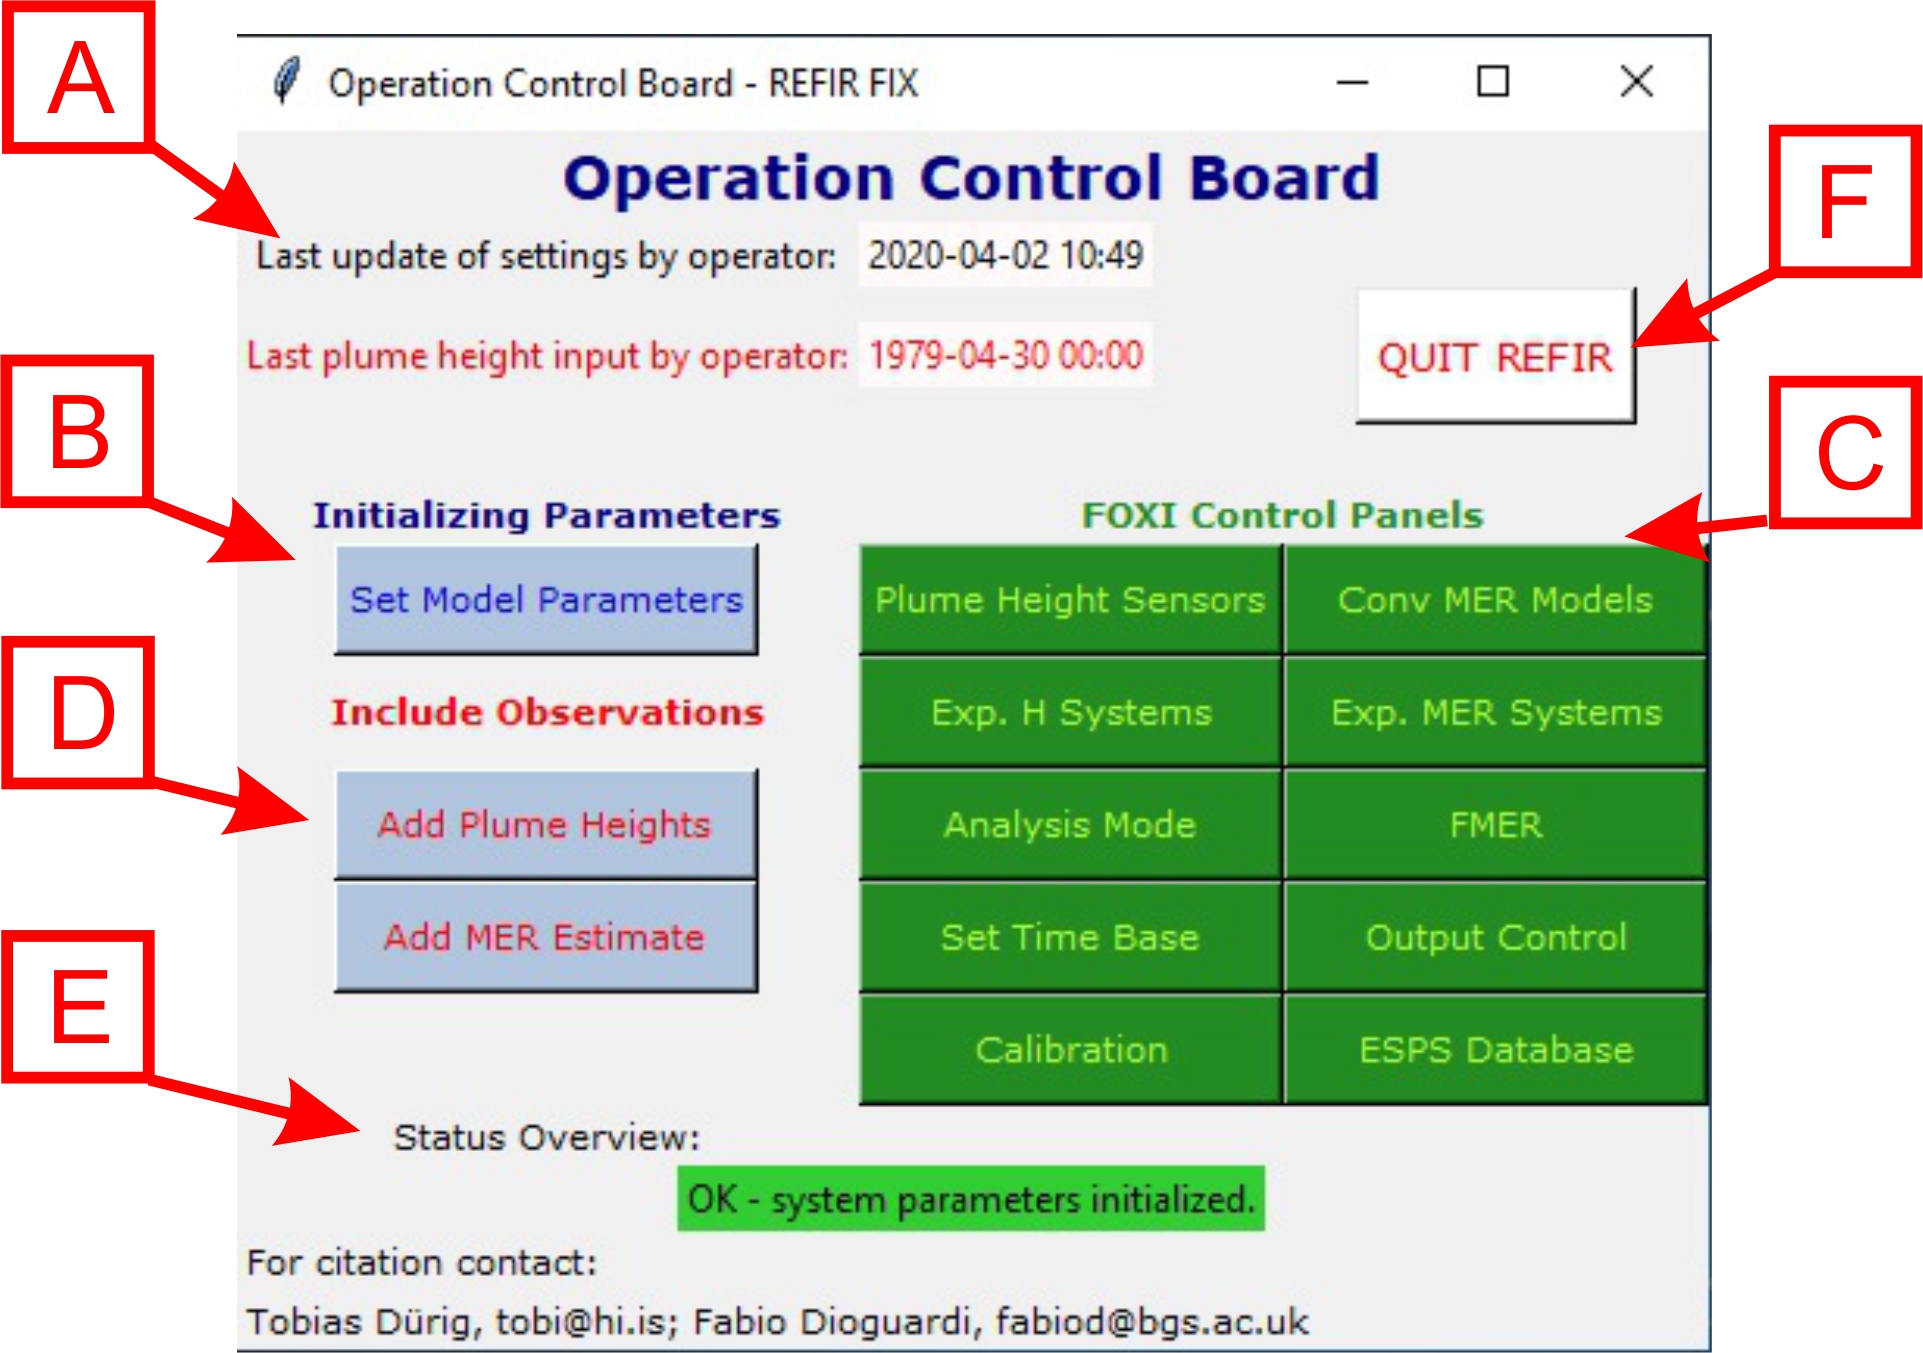 A
Operation Control Board - REFIR FIX
Operation Control Board
F
Last update of settings by operator: 2020-04-02 10:49
Last plume height input by operator: 1979-04-30 00:00
QUIT REFIR
B
C
Initializing Parameters
FOXI Control Panels
Set Model Parameters
Plume Height Sensors
Conv MER Models
D
Include Observations
Exp. H Systems
Exp. MER Systems
Add Plume Heights
Analysis Mode
FMER
Add MER Estimate
Set Time Base
Output Control
E
Calibration
ESPS Database
Status Overview:
OK - system parameters initialized.
For citation contact:
Tobias Dürig, tobi@hi.is; Fabio Dioguardi, fabiod@bgs.ac.uk